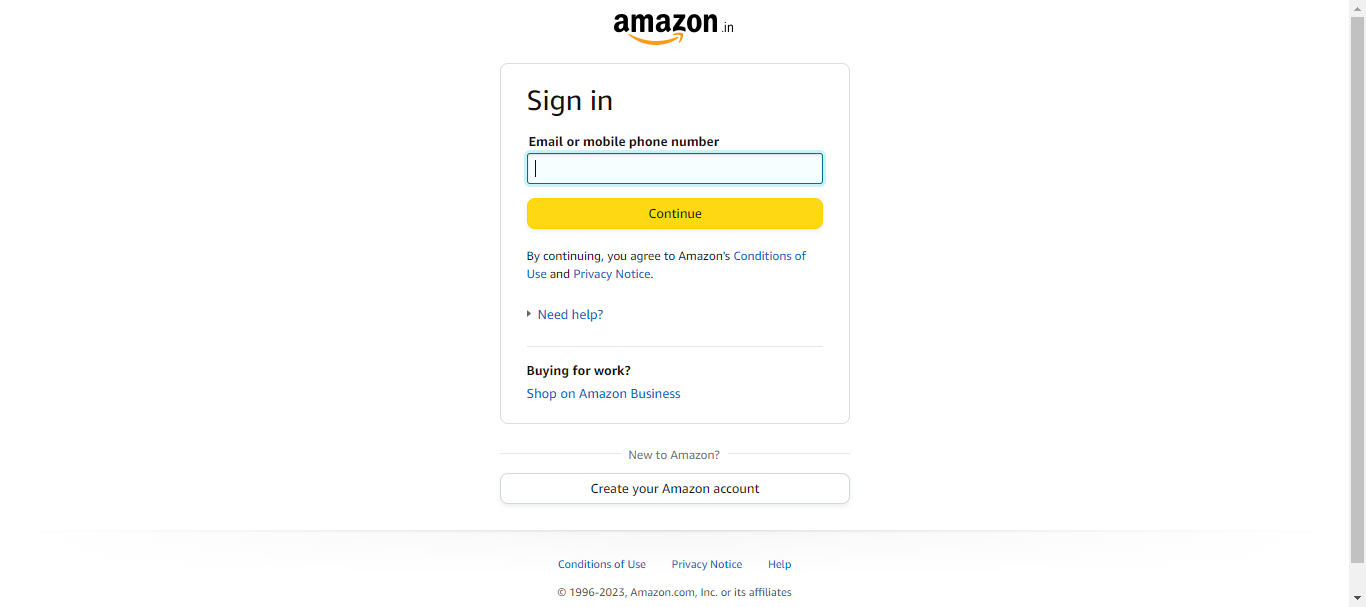 amazon.in
Sign in
Email or mobile phone number
Continue
By continuing, you agree to Amazon's Conditions of
Use and Privacy Notice.
Need help?
Buying for work?
Shop on Amazon Business
New to Amazon?
Create your Amazon account
Conditions of Use Privacy Notice Help
© 1996-2023, Amazon.com, Inc. or its affiliates